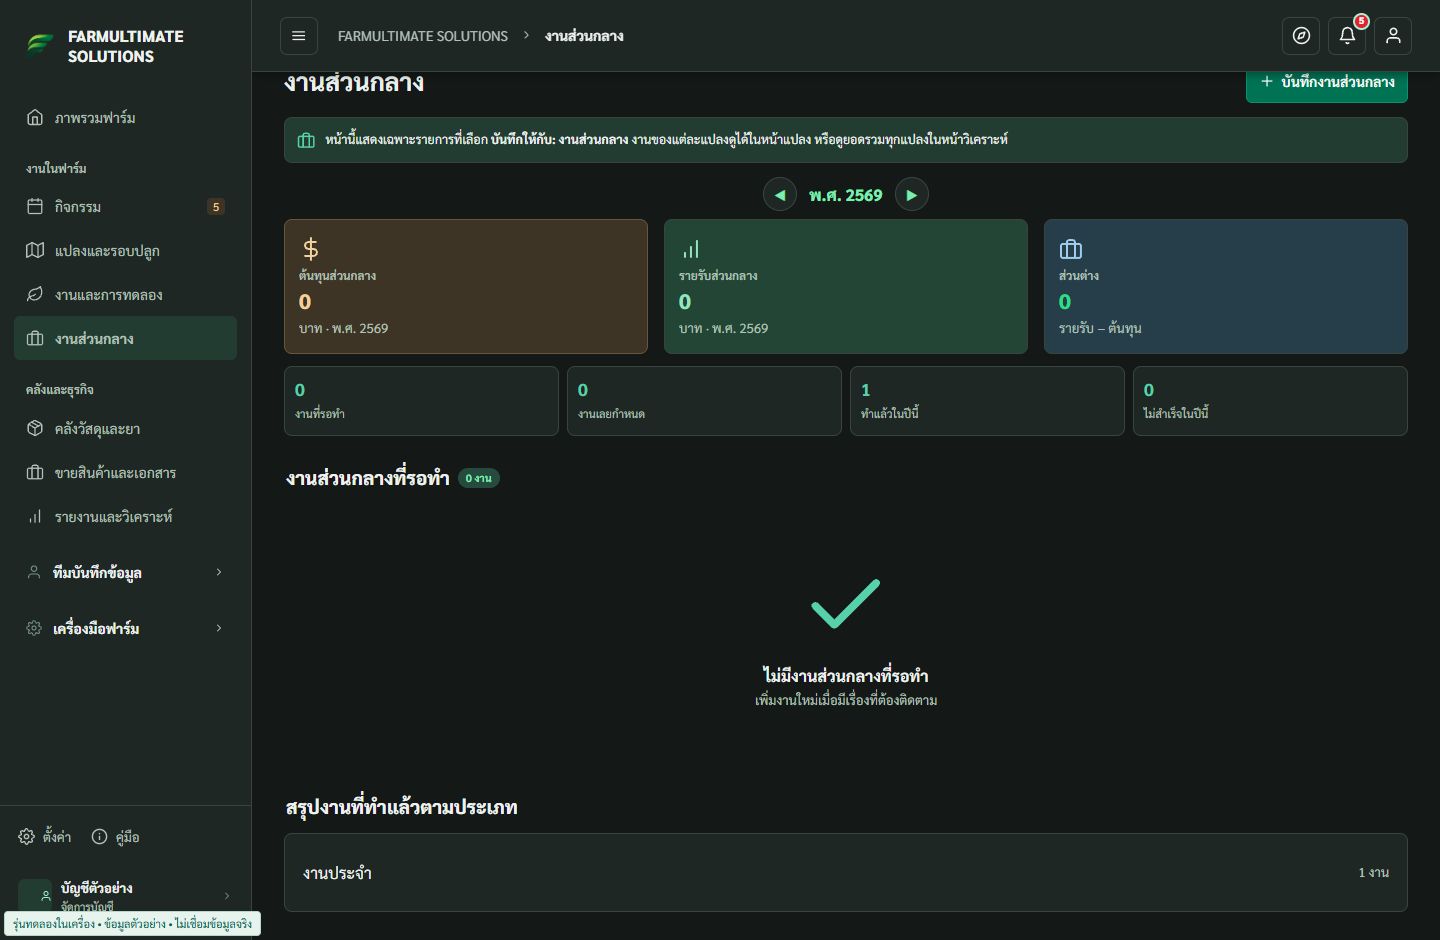 FARMULTIMATE
SOLUTIONS
ภาพรวมฟาร์ม
งานในฟาร์ม
กิจกรรม 5
แปลงและรอบปลูก
งานและการทดลอง
งานส่วนกลาง
คลังและธุรกิจ
คลังวัสดุและยา
ขายสินค้าและเอกสาร
รายงานและวิเคราะห์
ทีมบันทึกข้อมูล
เครื่องมือฟาร์ม
ตั้งค่า คู่มือ
บัญชีตัวอย่าง
จัดการบัญชี
รุ่นทดลองในเครื่อง • ข้อมูลตัวอย่าง • ไม่เชื่อมข้อมูลจริง
FARMULTIMATE SOLUTIONS > งานส่วนกลาง
5
งานส่วนกลาง
+ บันทึกงานส่วนกลาง
หน้านี้แสดงเฉพาะรายการที่เลือก บันทึกให้กับ: งานส่วนกลาง งานของแต่ละแปลงดูได้ในหน้าแปลง หรือดูยอดรวมทุกแปลงในหน้าวิเคราะห์
◀ พ.ศ. 2569 ▶
ต้นทุนส่วนกลาง
0
บาท · พ.ศ. 2569
รายรับส่วนกลาง
0
บาท · พ.ศ. 2569
ส่วนต่าง
0
รายรับ – ต้นทุน
0
งานที่รอทำ
0
งานเลยกำหนด
1
ทำแล้วในปีนี้
0
ไม่สำเร็จในปีนี้
งานส่วนกลางที่รอทำ 0 งาน
ไม่มีงานส่วนกลางที่รอทำ
เพิ่มงานใหม่เมื่อมีเรื่องที่ต้องติดตาม
สรุปงานที่ทำแล้วตามประเภท
งานประจำ 1 งาน